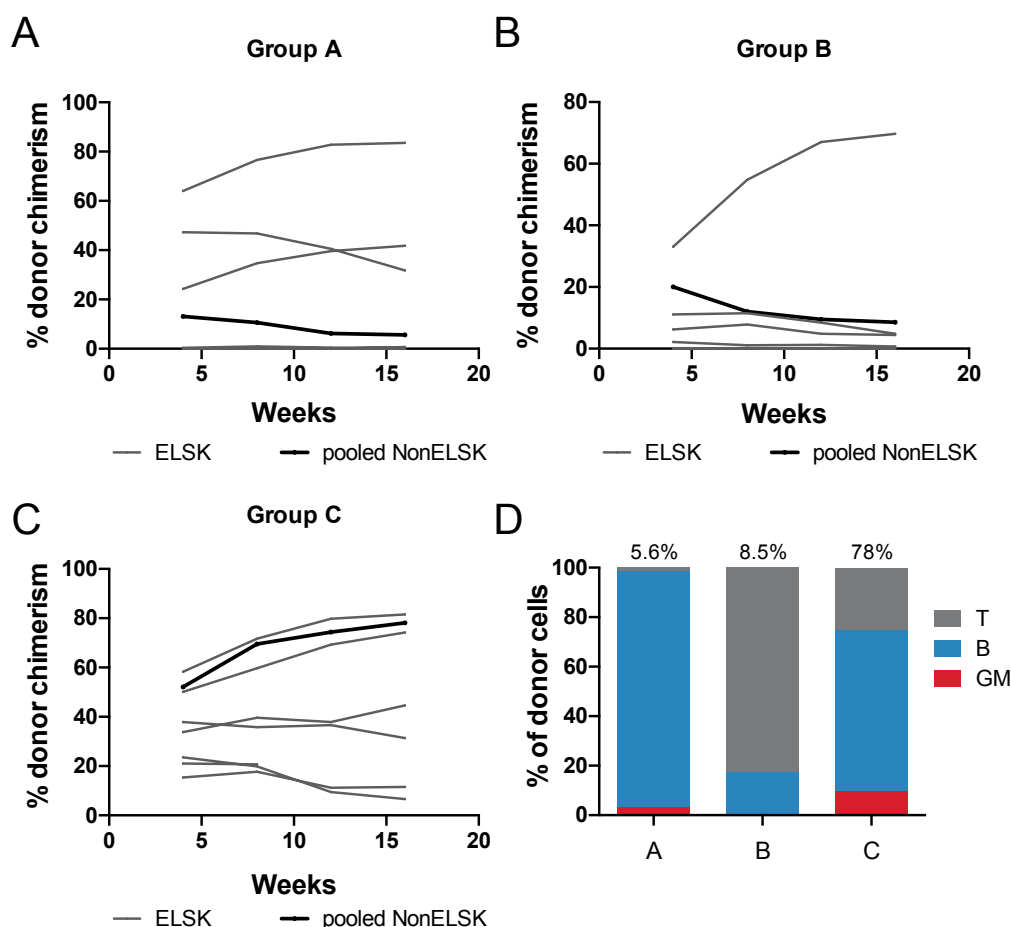 A
Group A
% donor chimerism
100
80
60
40
20
0
0 5 10 15 20
Weeks
ELSK pooled NonELSK
B
Group B
% donor chimerism
80
60
40
20
0
0 5 10 15 20
Weeks
ELSK pooled NonELSK
C
Group C
% donor chimerism
100
80
60
40
20
0
0 5 10 15 20
Weeks
ELSK pooled NonELSK
D
5.6% 8.5% 78%
% of donor cells
100
80
60
40
20
0
A B C
T
B
GM